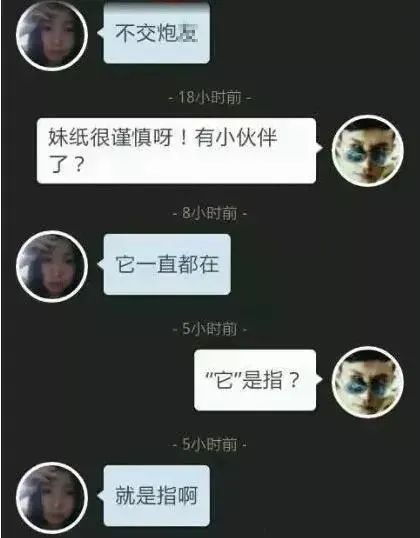 不交炮
- 18小时前 -
妹纸很谨慎呀！有小伙伴
了？
- 8小时前 -
它一直都在
- 5小时前 -
“它”是指？
- 5小时前 -
就是指啊